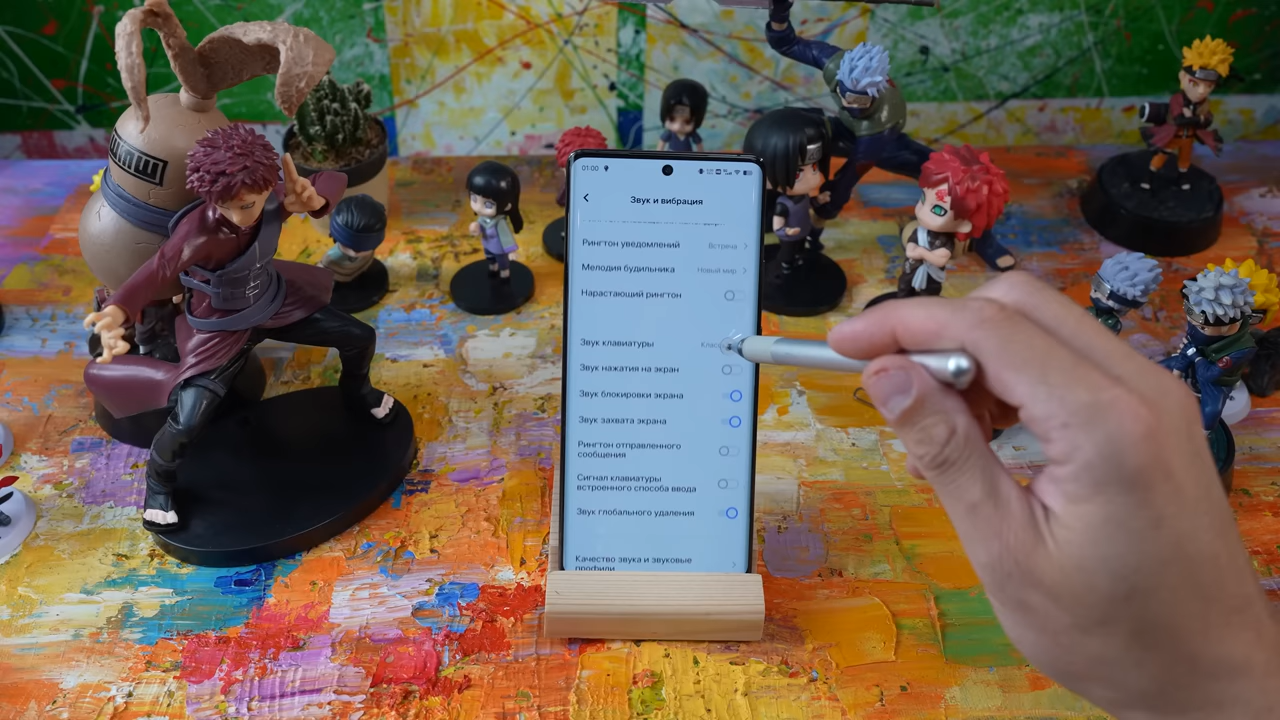 01:00
Звук и вибрация
Рингтон уведомлений Встреча
Мелодия будильника Новый мир
Нарастающий рингтон
Звук клавиатуры
Звук нажатия на экран
Звук блокировки экрана
Звук захвата экрана
Рингтон отправленного
сообщения
Сигнал клавиатуры
встроенного способа ввода
Звук глобального удаления
Качество звука и звуковые
профили